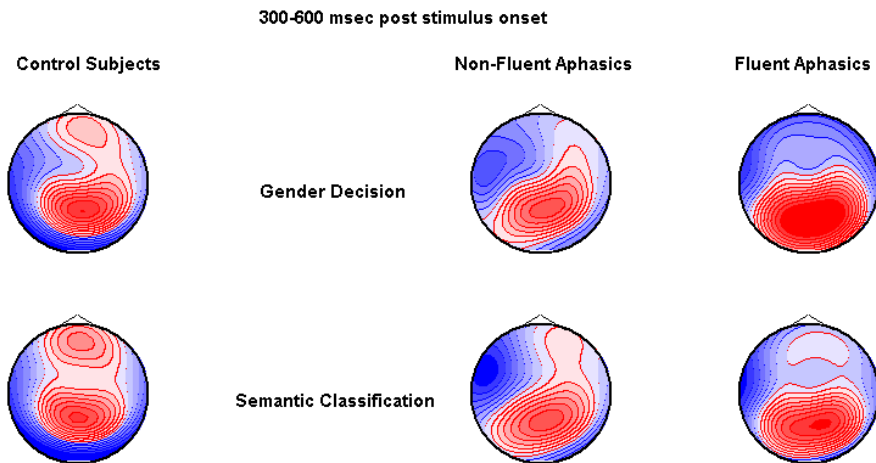 300-600 msec post stimulus onset
Control Subjects
Non-Fluent Aphasics
Fluent Aphasics
Gender Decision
Semantic Classification